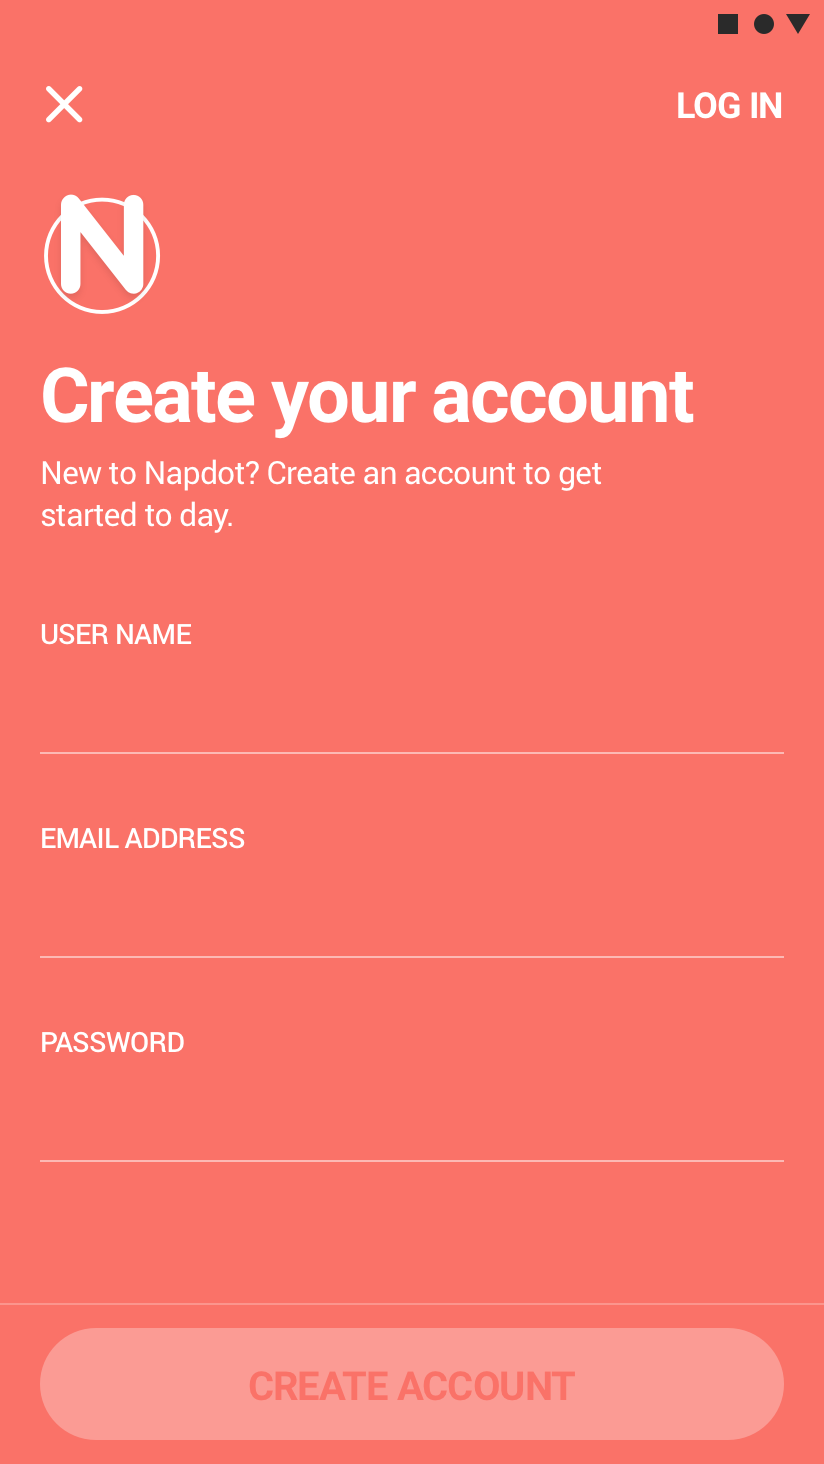 LOG IN
N
Create your account
New to Napdot? Create an account to get
started to day.
USER NAME
EMAIL ADDRESS
PASSWORD
CREATE ACCOUNT